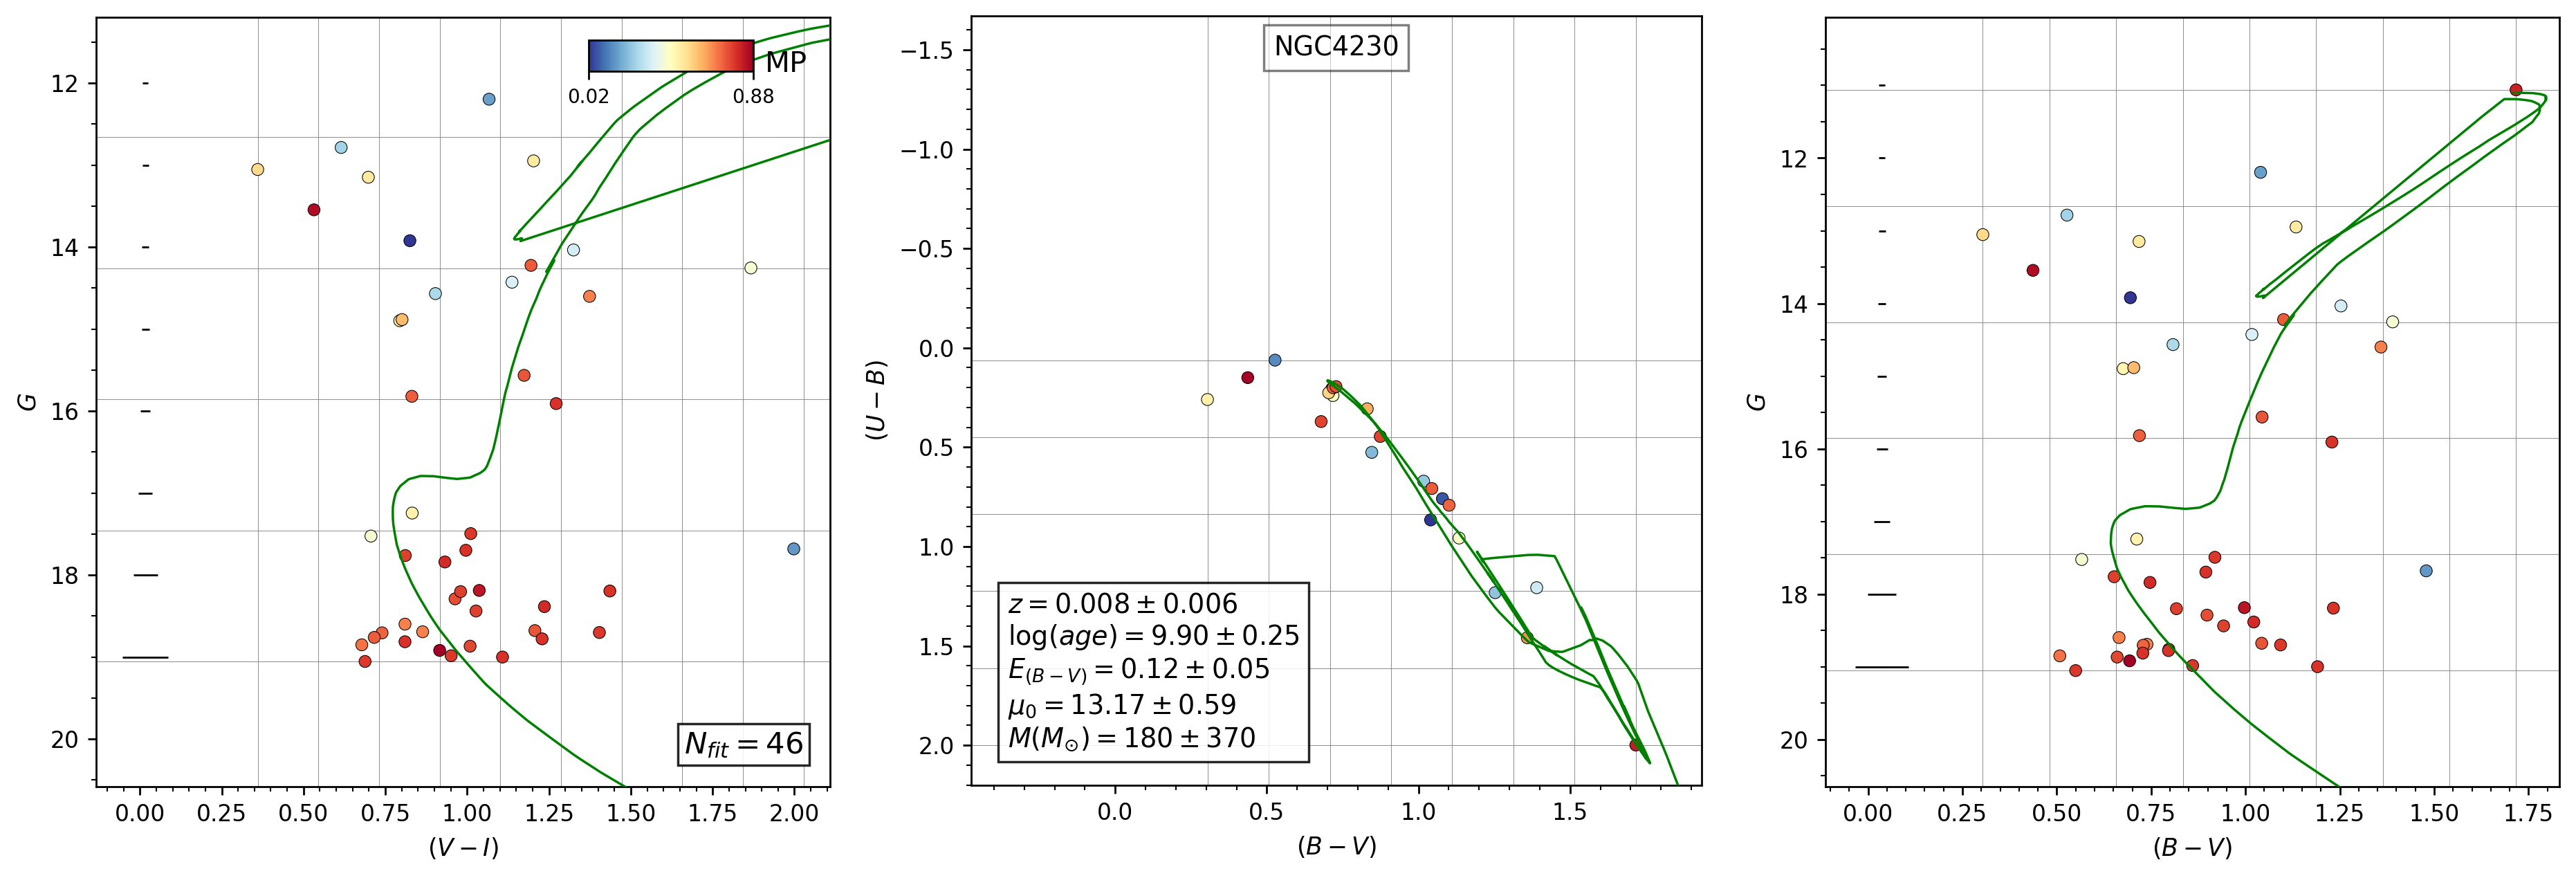 12
14
16
18
20
G
MP
0.02 0.88
N_{fit} = 46
0.00 0.25 0.50 0.75 1.00 1.25 1.50 1.75 2.00
(V − I)
−1.5
−1.0
−0.5
0.0
0.5
1.0
1.5
2.0
(U − B)
NGC4230
z = 0.008 ± 0.006
log(age) = 9.90 ± 0.25
E_{(B−V)} = 0.12 ± 0.05
μ₀ = 13.17 ± 0.59
M(M_⊙) = 180 ± 370
0.0 0.5 1.0 1.5
(B − V)
12
14
16
18
20
G
0.00 0.25 0.50 0.75 1.00 1.25 1.50 1.75
(B − V)